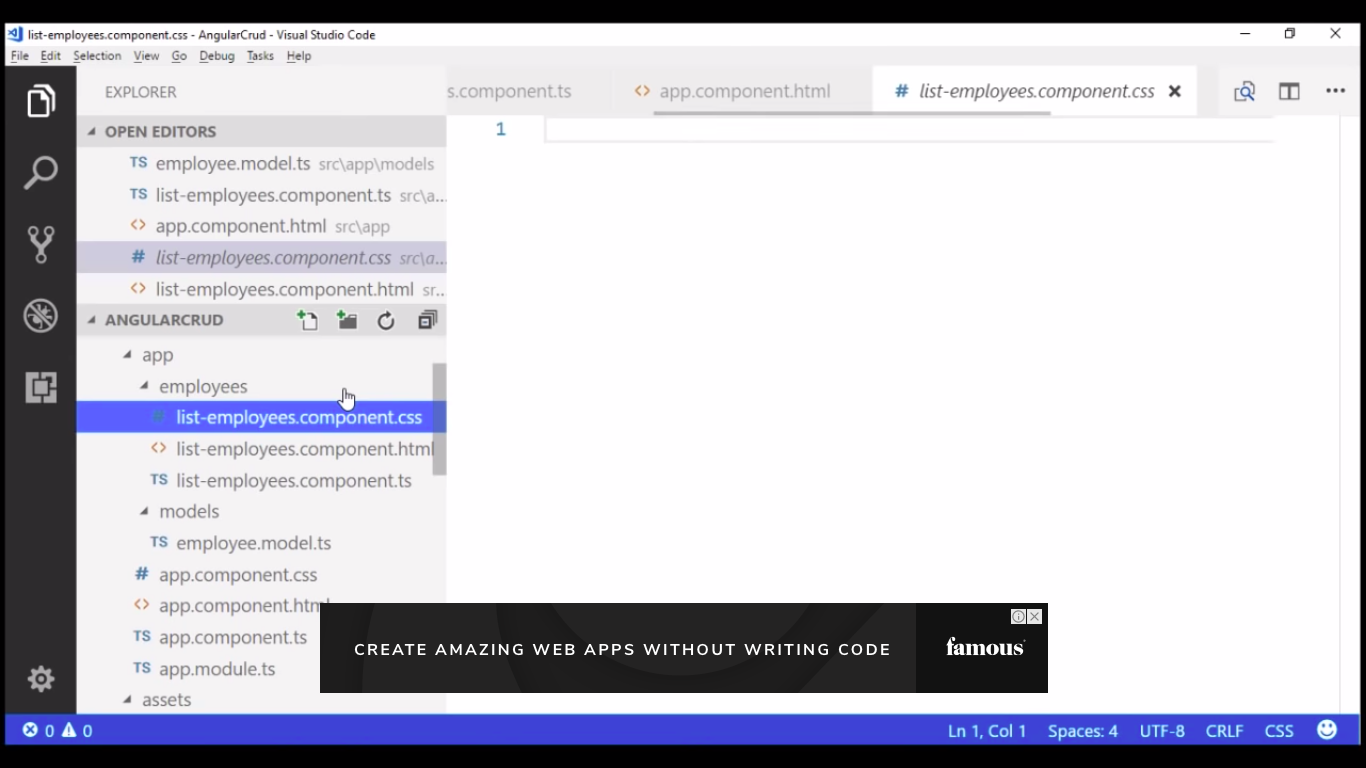 list-employees.component.css - AngularCrud - Visual Studio Code
File Edit Selection View Go Debug Tasks Help
EXPLORER
s.component.ts
<> app.component.html
# list-employees.component.css
OPEN EDITORS
1
TS employee.model.ts src\app\models
TS list-employees.component.ts src\a...
<> app.component.html src\app
# list-employees.component.css src\a...
<> list-employees.component.html sr...
ANGULARCRUD
app
employees
# list-employees.component.css
<> list-employees.component.html
TS list-employees.component.ts
models
TS employee.model.ts
# app.component.css
<> app.component.html
TS app.component.ts
TS app.module.ts
assets
CREATE AMAZING WEB APPS WITHOUT WRITING CODE
famous
0 0
Ln 1, Col 1 Spaces: 4 UTF-8 CRLF CSS